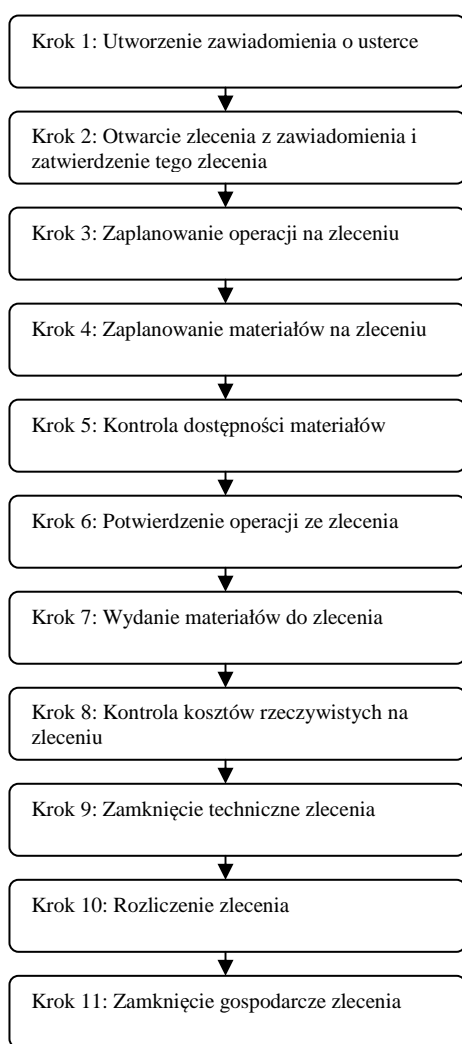 Krok 1: Utworzenie zawiadomienia o usterce
Krok 2: Otwarcie zlecenia z zawiadomienia i
zatwierdzenie tego zlecenia
Krok 3: Zaplanowanie operacji na zleceniu
Krok 4: Zaplanowanie materiałów na zleceniu
Krok 5: Kontrola dostępności materiałów
Krok 6: Potwierdzenie operacji ze zlecenia
Krok 7: Wydanie materiałów do zlecenia
Krok 8: Kontrola kosztów rzeczywistych na
zleceniu
Krok 9: Zamknięcie techniczne zlecenia
Krok 10: Rozliczenie zlecenia
Krok 11: Zamknięcie gospodarcze zlecenia